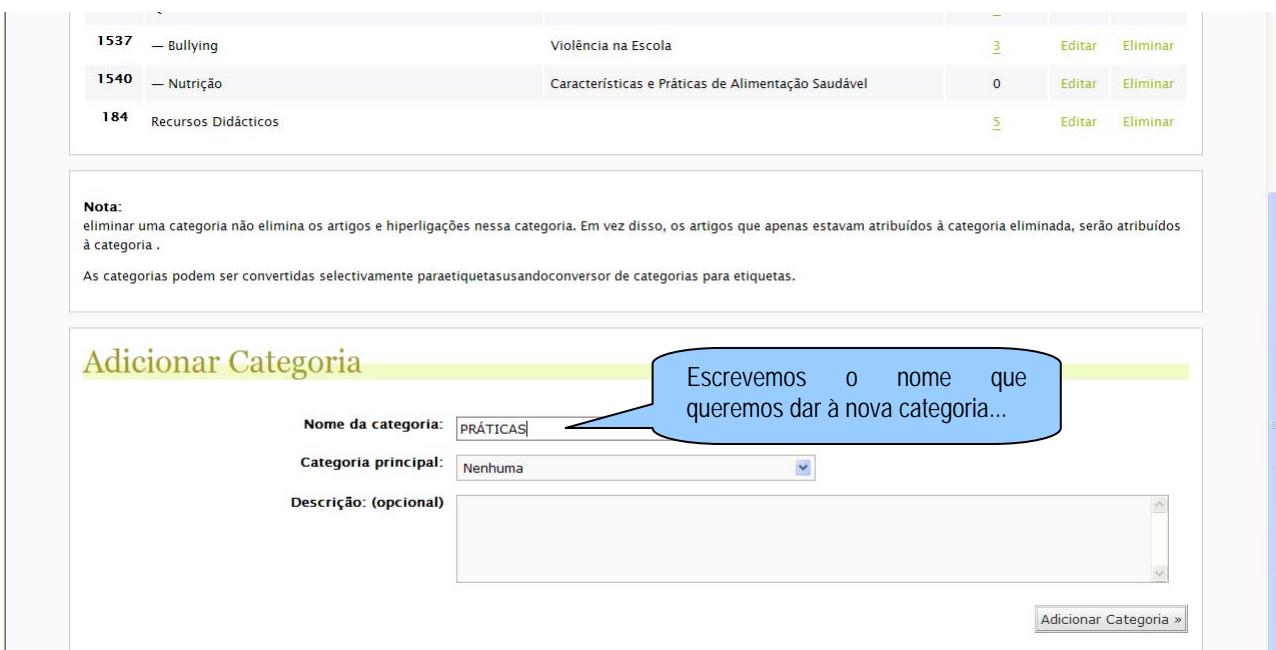 1537 — Bullying Violência na Escola 3 Editar Eliminar
1540 — Nutrição Características e Práticas de Alimentação Saudável 0 Editar Eliminar
184 Recursos Didácticos 5 Editar Eliminar
Nota:
eliminar uma categoria não elimina os artigos e hiperligações nessa categoria. Em vez disso, os artigos que apenas estavam atribuídos à categoria eliminada, serão atribuídos
à categoria .
As categorias podem ser convertidas selectivamente paraetiquetasusandoconversor de categorias para etiquetas.
Adicionar Categoria
Escrevemos o nome que
queremos dar à nova categoria...
Nome da categoria: PRÁTICAS
Categoria principal: Nenhuma
Descrição: (opcional)
Adicionar Categoria »